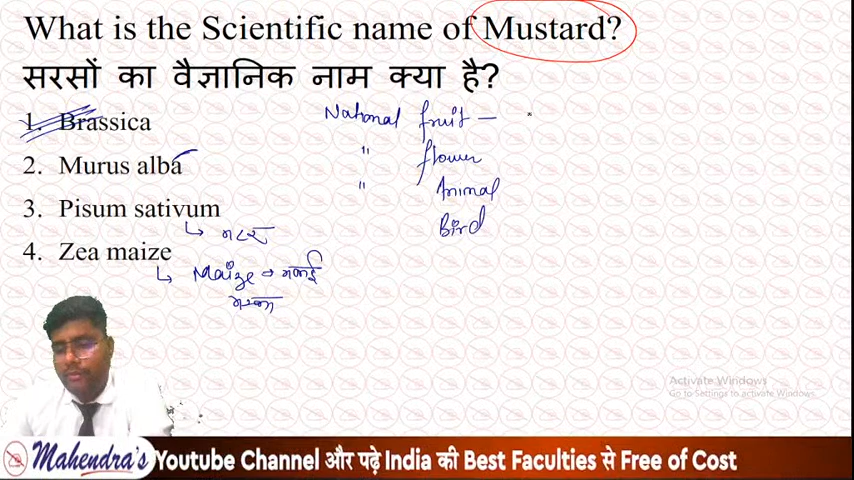 What is the Scientific name of Mustard?
सरसों का वैज्ञानिक नाम क्या है?
1. Brassica
2. Murus alba
3. Pisum sativum
4. Zea maize
National fruit —
" flower
" Animal
Bird
↳ मटर
↳ Maize → मकाई
मक्का
Activate Windows
Go to Settings to activate Windows.
Mahendra's Youtube Channel और पढ़े India की Best Faculties से Free of Cost